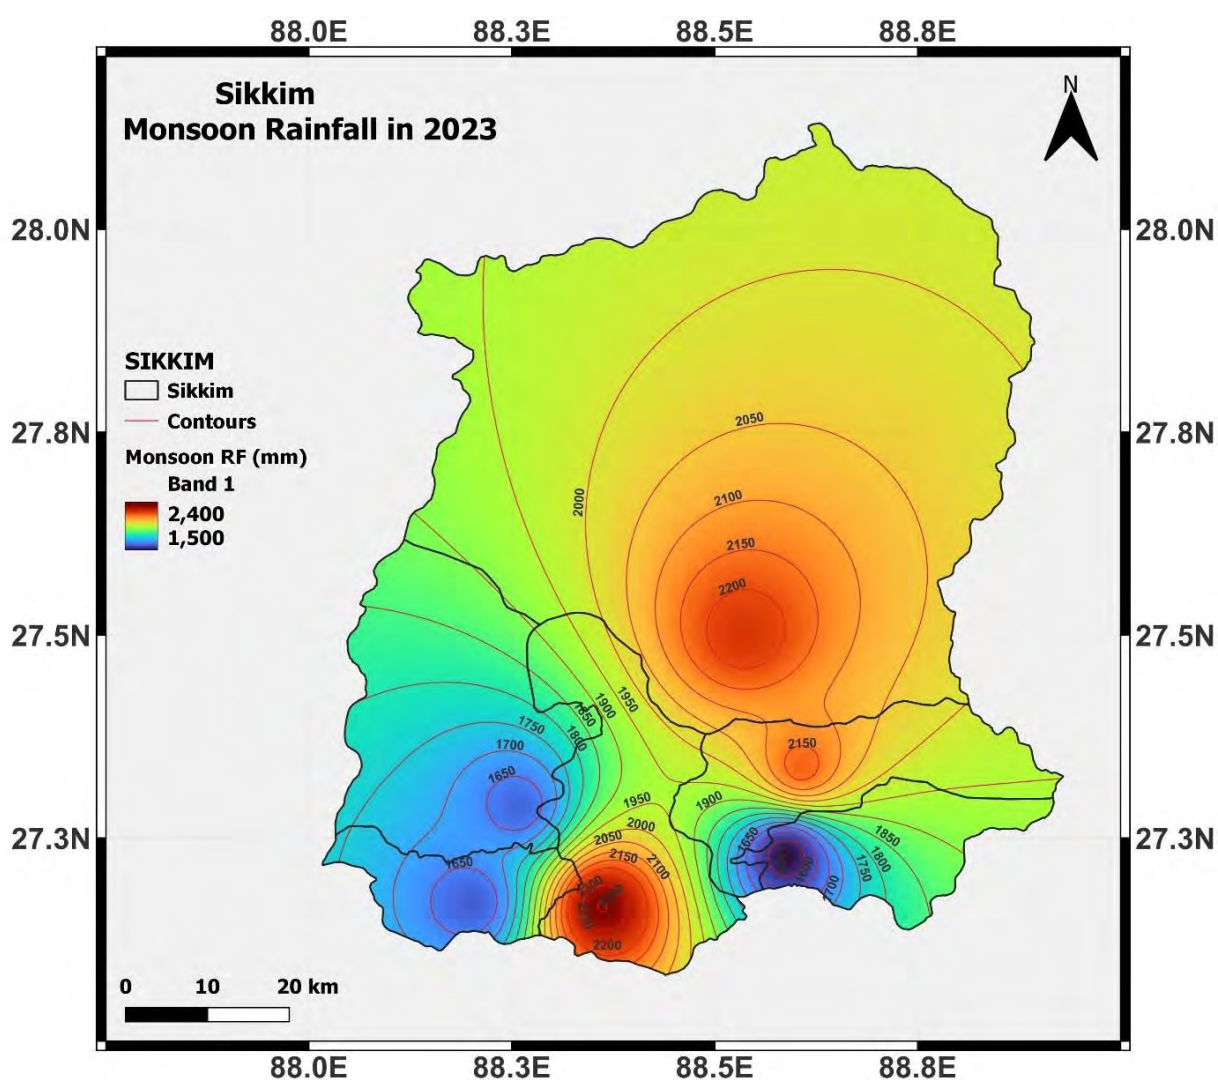 88.0E 88.3E 88.5E 88.8E
Sikkim
Monsoon Rainfall in 2023
N
28.0N 28.0N
SIKKIM
Sikkim
Contours
Monsoon RF (mm)
Band 1
2,400
1,500
27.8N 27.8N
2050
2000
2100
2150
2200
27.5N 27.5N
1950
1900
1850
1800
1750
1700
1650
2150
1950
1900
2000
2050
2150
2100
1650
1850
1800
1750
1700
27.3N 27.3N
1650
2200
0 10 20 km
88.0E 88.3E 88.5E 88.8E